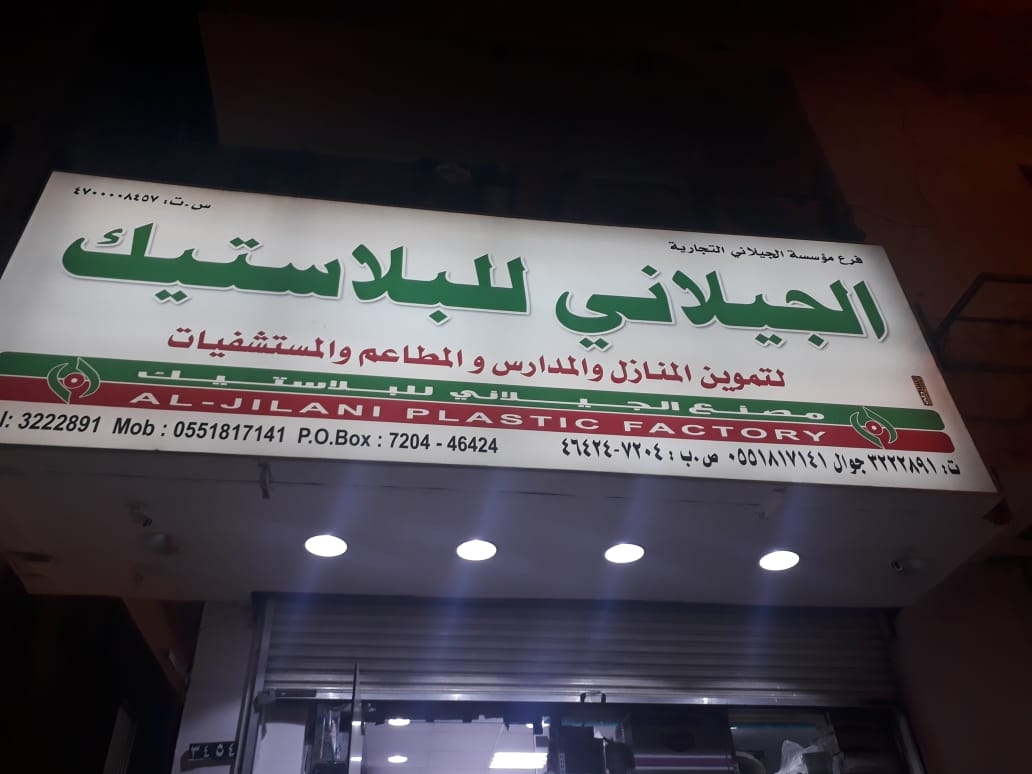 س.ت: ٤٧٠٠٠٠٨٤٥٧
فرع مؤسسة الجيلاني التجارية
الجيلاني للبلاستيك
لتموين المنازل والمدارس و المطاعم والمستشفيات
مصنع الجيلاني للبلاستيك
AL-JILANI PLASTIC FACTORY
ت: ٣٢٢٢٨٩١ جوال ٠٥٥١٨١٧١٤١ ص.ب: ٧٢٠٤-٤٦٤٢٤
l: 3222891 Mob : 0551817141 P.O.Box : 7204 - 46424
٣٤٥٤